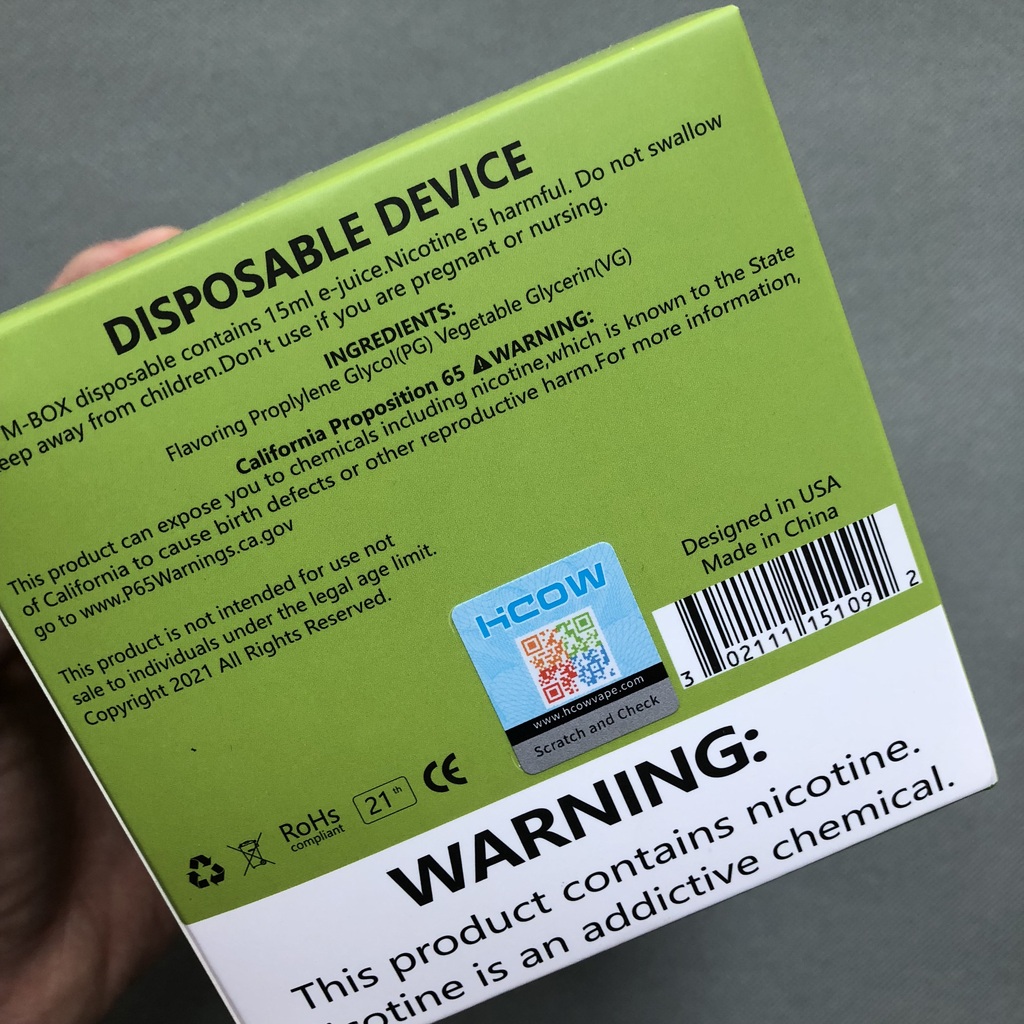 DISPOSABLE DEVICE
M-BOX disposable contains 15ml e-juice.Nicotine is harmful. Do not swallow
eep away from children.Don't use if you are pregnant or nursing.
INGREDIENTS:
Flavoring Proplylene Glycol(PG) Vegetable Glycerin(VG)
California Proposition 65 ⚠WARNING:
This product can expose you to chemicals including nicotine,which is known to the State
of California to cause birth defects or other reproductive harm.For more information,
go to www.P65Warnings.ca.gov
This product is not intended for use not
sale to individuals under the legal age limit.
Copyright 2021 All Rights Reserved.
Designed in USA
Made in China
3 02111 15109 2
HCOW
www.hcowvape.com
Scratch and Check
RoHs
compliant
21th
CE
WARNING:
This product contains nicotine.
icotine is an addictive chemical.